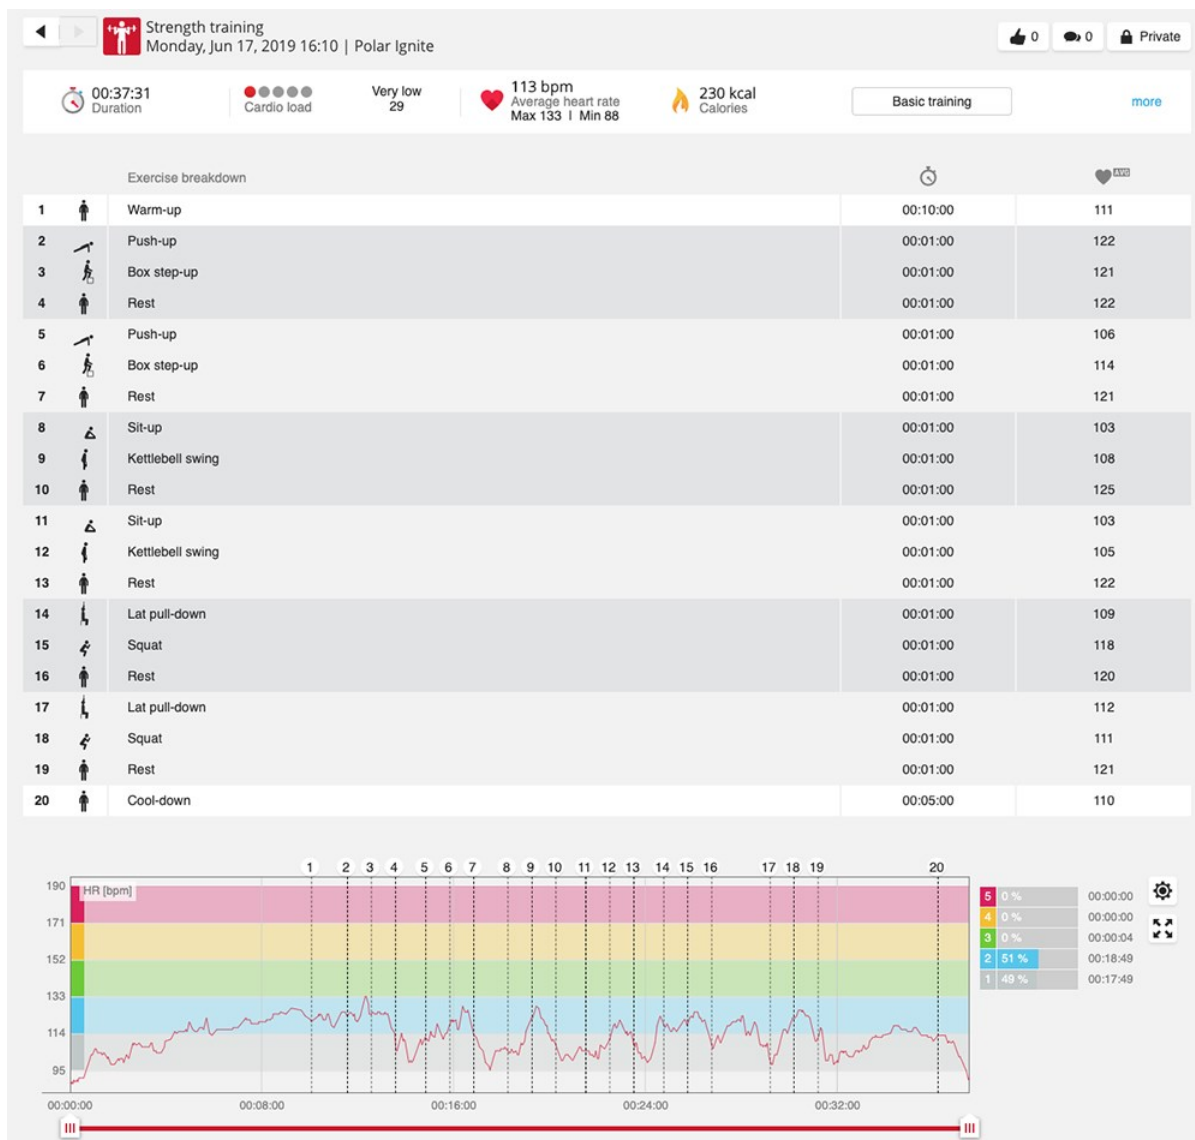 Strength training
Monday, Jun 17, 2019 16:10 | Polar Ignite
0
0
Private
00:37:31
Duration
Cardio load
Very low
29
113 bpm
Average heart rate
Max 133 | Min 88
230 kcal
Calories
Basic training
more
Exercise breakdown
AVG
1 Warm-up 00:10:00 111
2 Push-up 00:01:00 122
3 Box step-up 00:01:00 121
4 Rest 00:01:00 122
5 Push-up 00:01:00 106
6 Box step-up 00:01:00 114
7 Rest 00:01:00 121
8 Sit-up 00:01:00 103
9 Kettlebell swing 00:01:00 108
10 Rest 00:01:00 125
11 Sit-up 00:01:00 103
12 Kettlebell swing 00:01:00 105
13 Rest 00:01:00 122
14 Lat pull-down 00:01:00 109
15 Squat 00:01:00 118
16 Rest 00:01:00 120
17 Lat pull-down 00:01:00 112
18 Squat 00:01:00 111
19 Rest 00:01:00 121
20 Cool-down 00:05:00 110
1 2 3 4 5 6 7 8 9 10 11 12 13 14 15 16 17 18 19 20
HR [bpm]
190
171
152
133
114
95
00:00:00 00:08:00 00:16:00 00:24:00 00:32:00
5 0 % 00:00:00
4 0 % 00:00:00
3 0 % 00:00:04
2 51 % 00:18:49
1 49 % 00:17:49